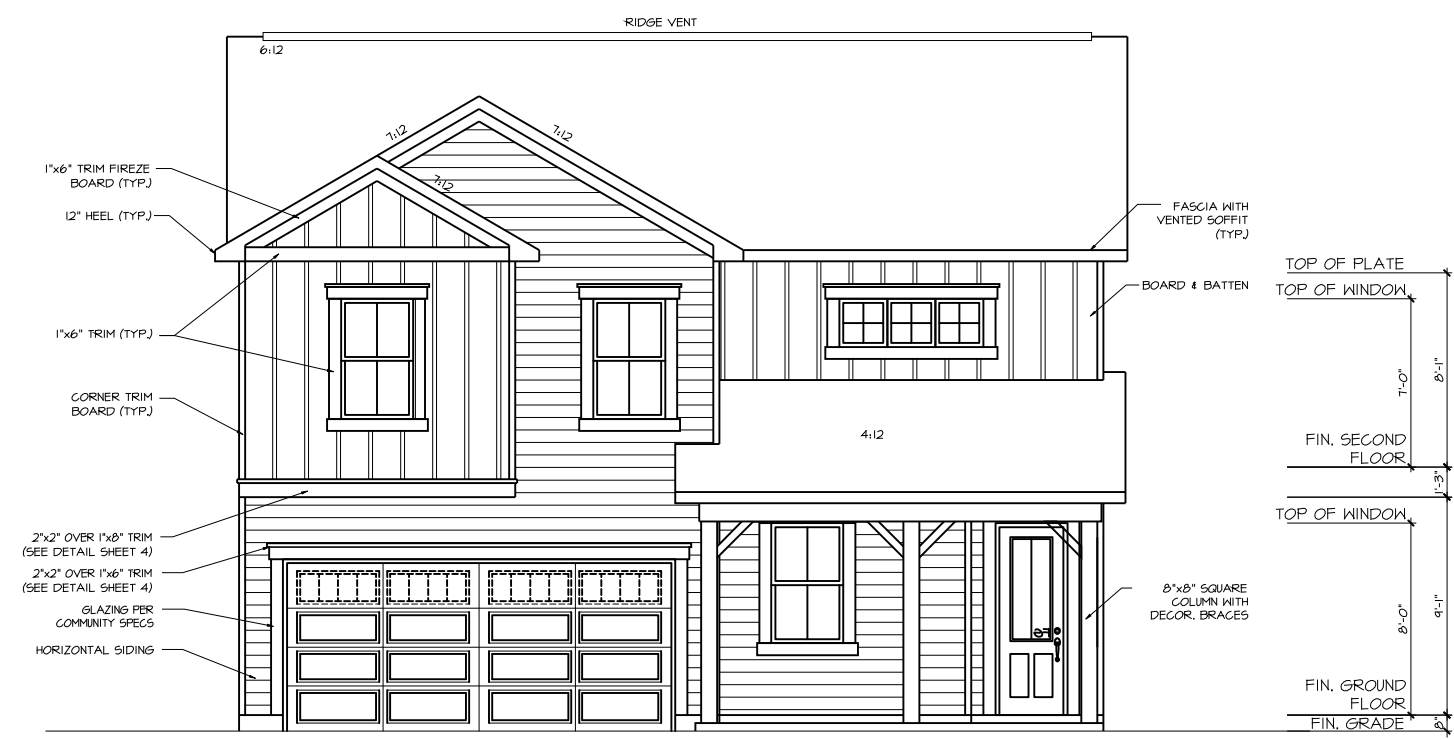 RIDGE VENT
6:12
7:12
7:12
7:12
1"x6" TRIM FIREZE
BOARD (TYP.)
12" HEEL (TYP.)
1"x6" TRIM (TYP.)
CORNER TRIM
BOARD (TYP.)
2"x2" OVER 1"x8" TRIM
(SEE DETAIL SHEET 4)
2"x2" OVER 1"x6" TRIM
(SEE DETAIL SHEET 4)
GLAZING PER
COMMUNITY SPECS
HORIZONTAL SIDING
4:12
FASCIA WITH
VENTED SOFFIT
(TYP.)
BOARD & BATTEN
8"x8" SQUARE
COLUMN WITH
DECOR. BRACES
TOP OF PLATE
TOP OF WINDOW
7'-0"
8'-1"
FIN. SECOND
FLOOR
1'-3"
TOP OF WINDOW
8'-0"
9'-1"
FIN. GROUND
FLOOR
FIN. GRADE
8"